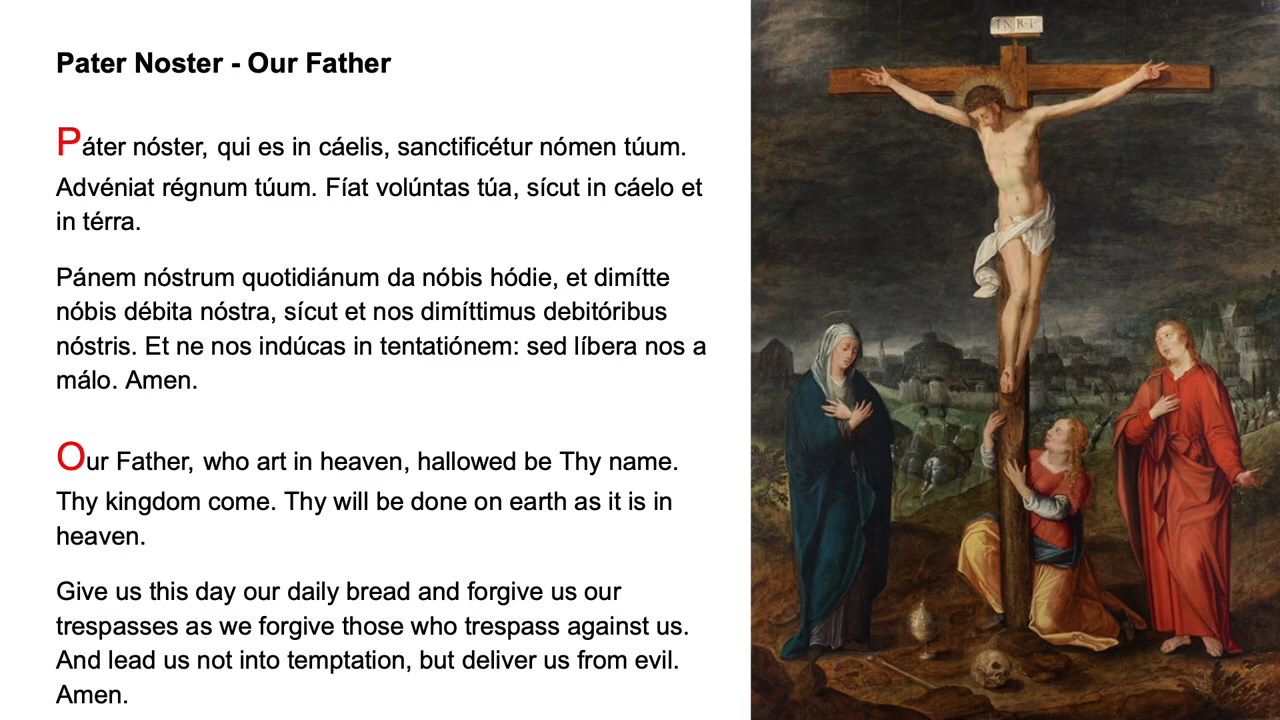 Pater Noster - Our Father
Páter nóster, qui es in cáelis, sanctificétur nómen túum.
Advéniat régnum túum. Fíat volúntas túa, sícut in cáelo et
in térra.
Pánem nóstrum quotidiánum da nóbis hódie, et dimítte
nóbis débita nóstra, sícut et nos dimíttimus debitóribus
nóstris. Et ne nos indúcas in tentatiónem: sed líbera nos a
málo. Amen.
Our Father, who art in heaven, hallowed be Thy name.
Thy kingdom come. Thy will be done on earth as it is in
heaven.
Give us this day our daily bread and forgive us our
trespasses as we forgive those who trespass against us.
And lead us not into temptation, but deliver us from evil.
Amen.
INRI